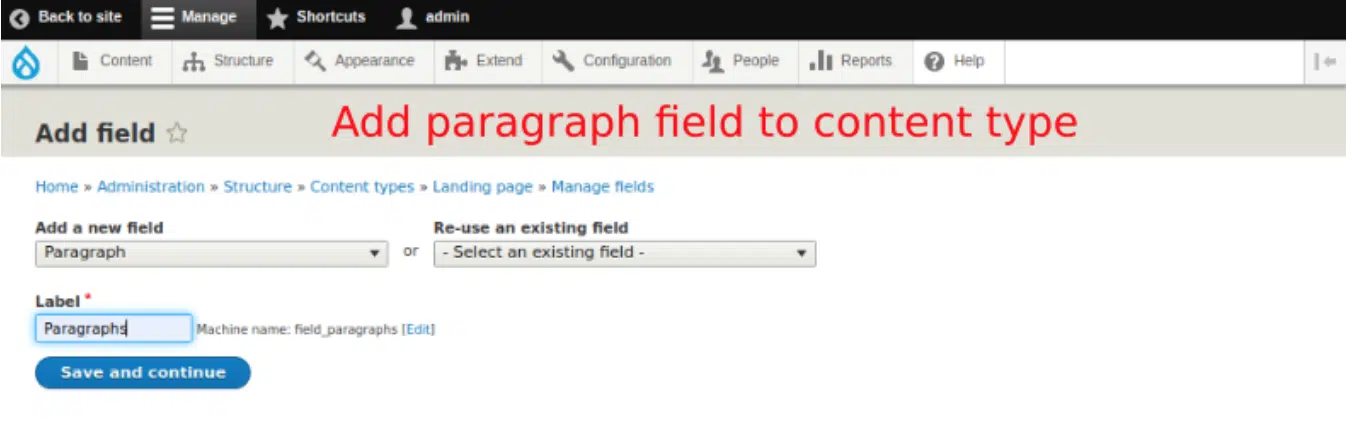 Back to site Manage Shortcuts admin
Content Structure Appearance Extend Configuration People Reports Help
Add field Add paragraph field to content type
Home » Administration » Structure » Content types » Landing page » Manage fields
Add a new field Re-use an existing field
Paragraph or - Select an existing field -
Label *
Paragraphs Machine name: field_paragraphs [Edit]
Save and continue